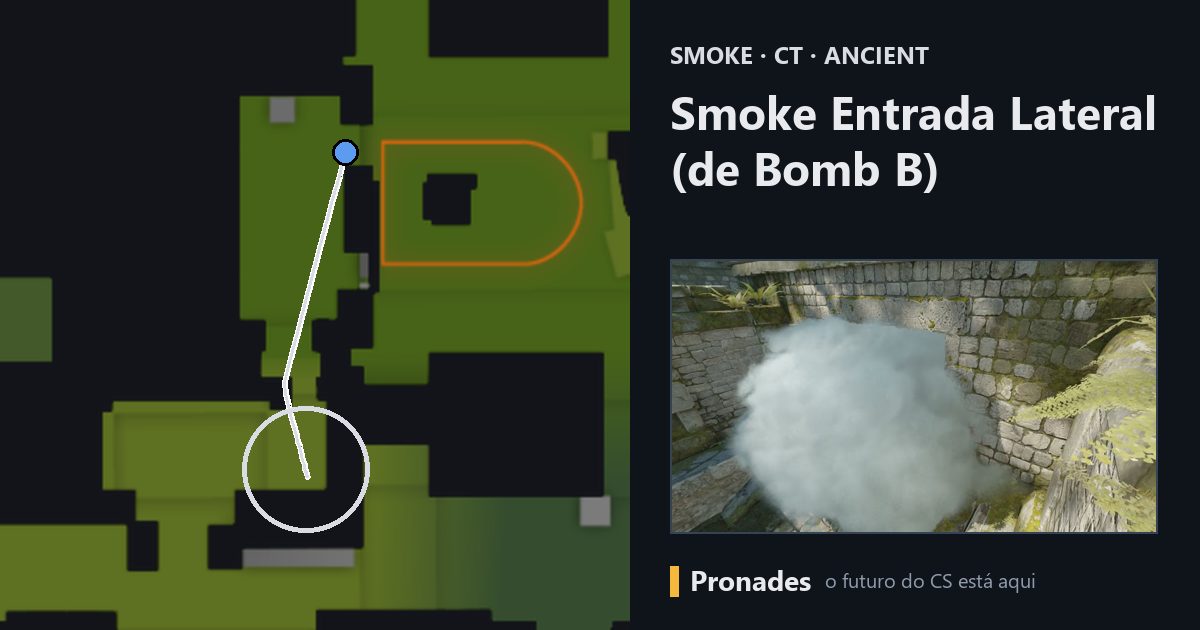 SMOKE · CT · ANCIENT
Smoke Entrada Lateral
(de Bomb B)
Pronades o futuro do CS está aqui